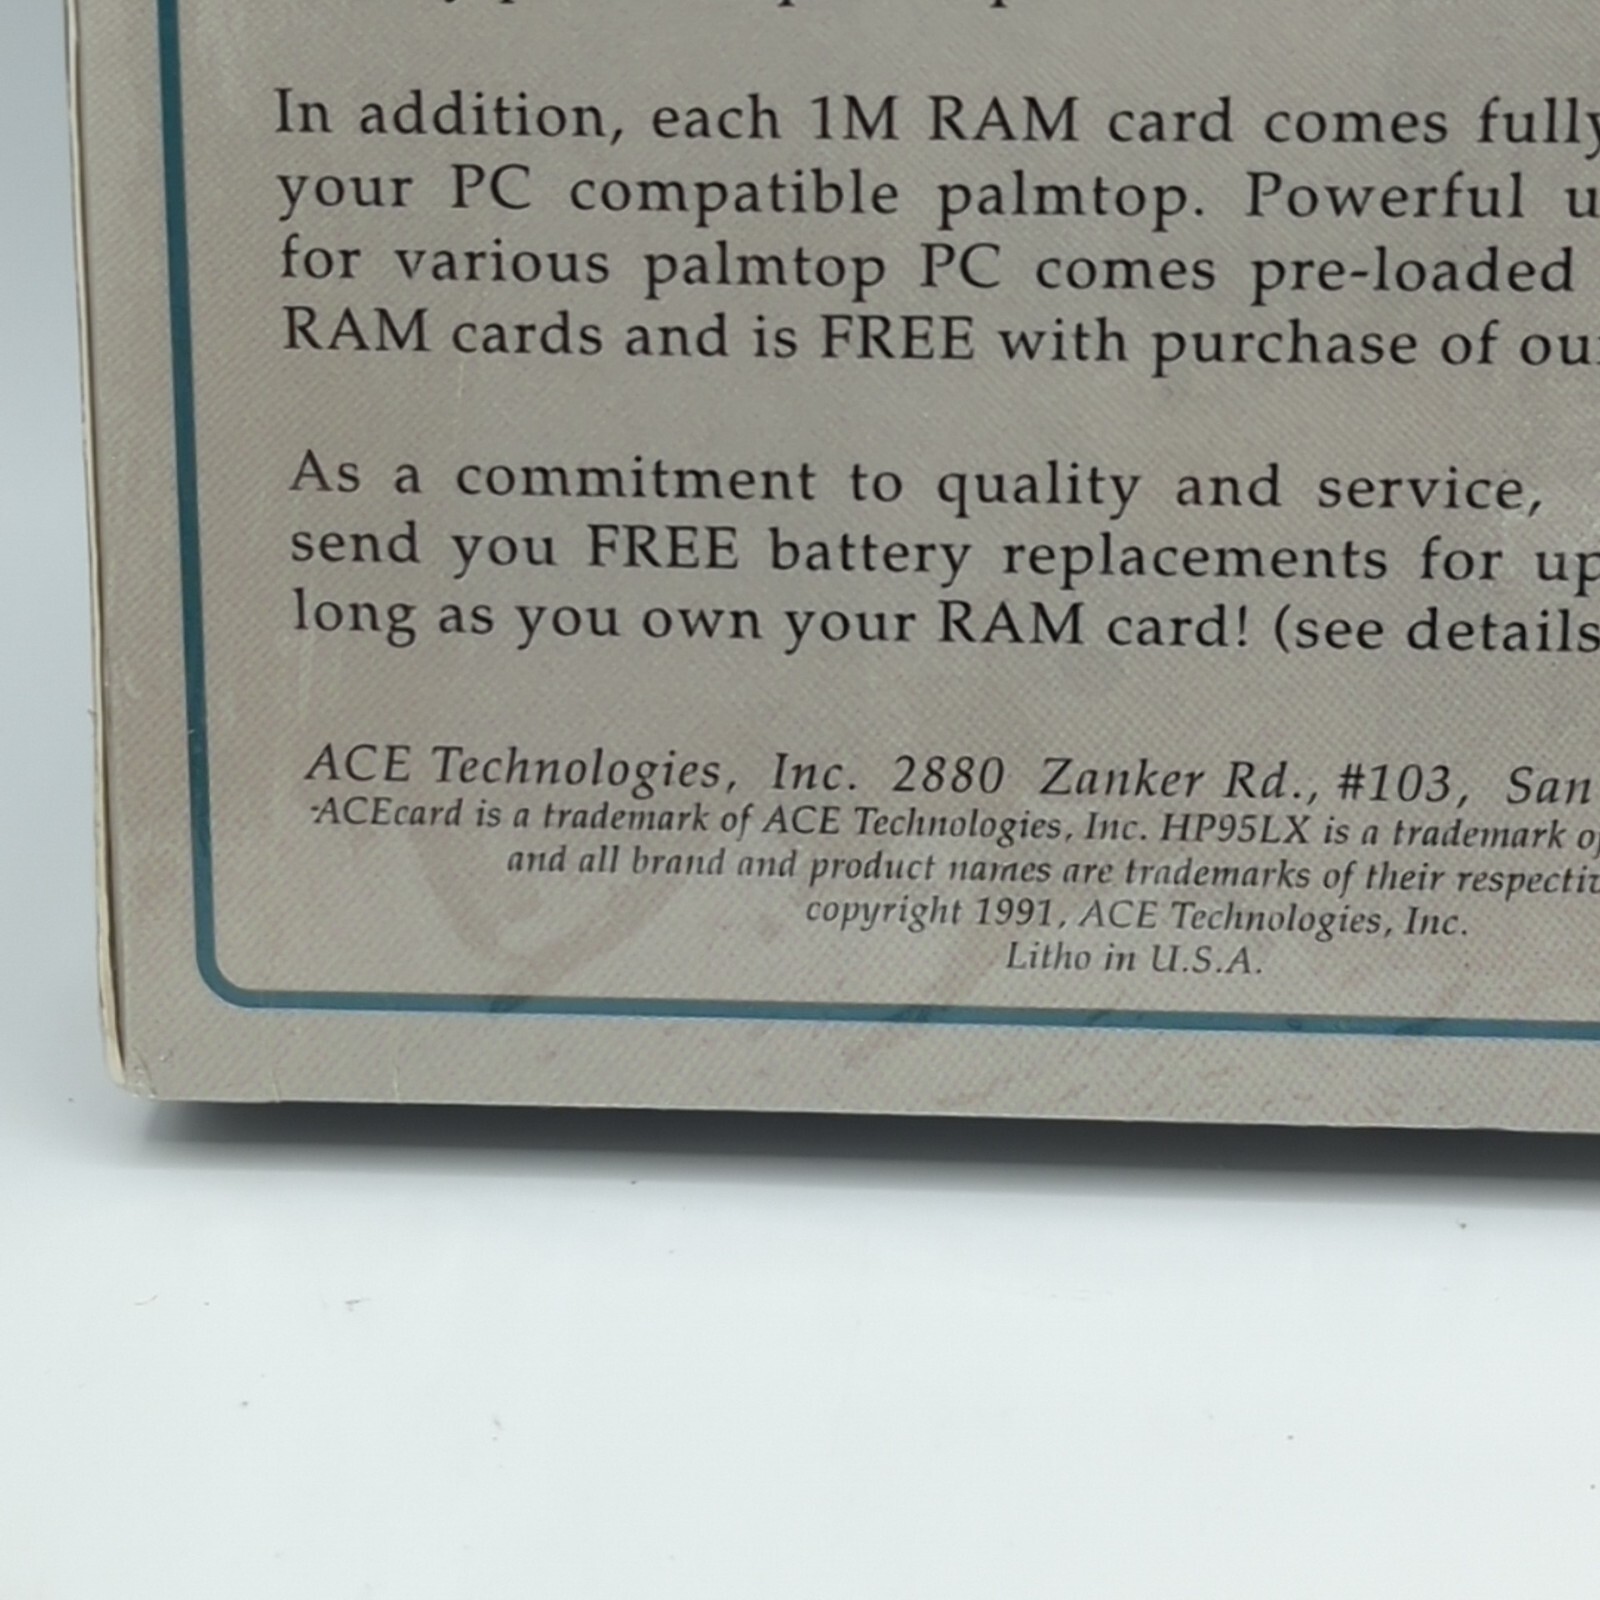 In addition, each 1M RAM card comes fully
your PC compatible palmtop. Powerful
for various palmtop PC comes pre-loaded
RAM cards and is FREE with purchase of our
As a commitment to quality and service,
send you FREE battery replacements for up
long as you own your RAM card! (see details
ACE Technologies, Inc. 2880 Zanker Rd., #103, San
-ACEcard is a trademark of ACE Technologies, Inc. HP95LX is a trademark of
and all brand and product names are trademarks of their
copyright 1991, ACE Technologies, Inc.
Litho in U.S.A.